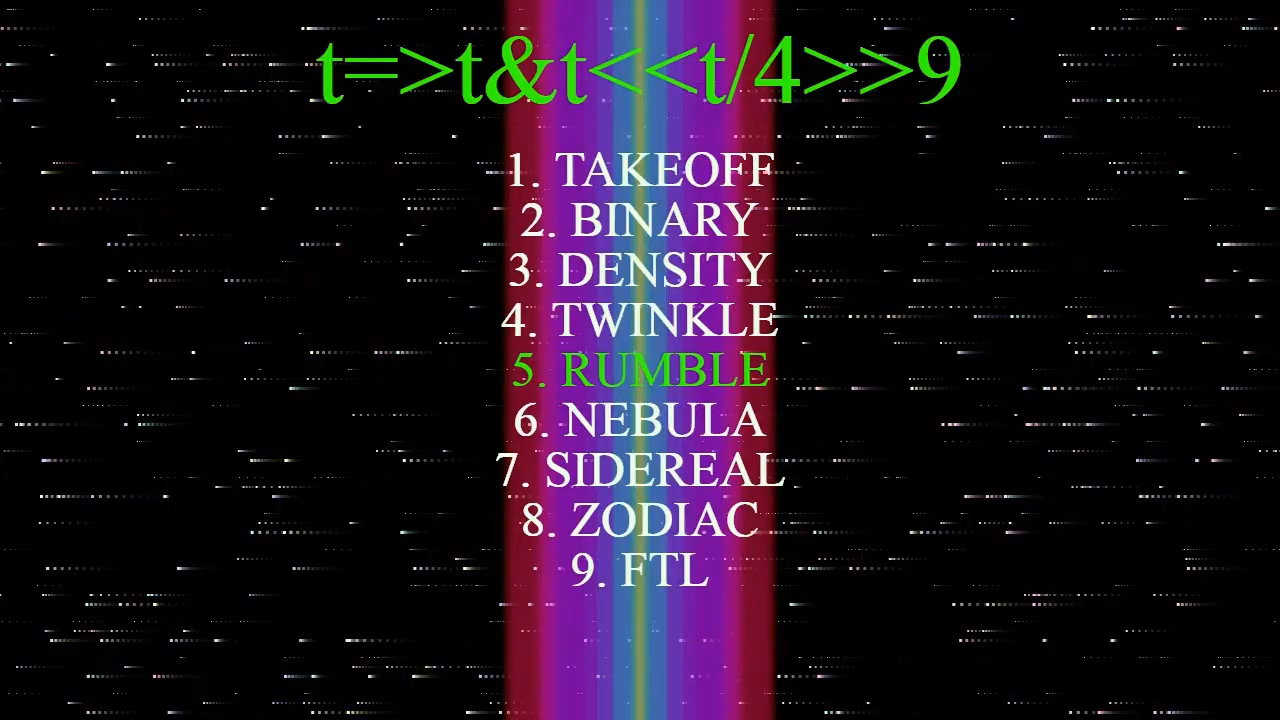 t=>t&t<<t/4>>9
1. TAKEOFF
2. BINARY
3. DENSITY
4. TWINKLE
5. RUMBLE
6. NEBULA
7. SIDEREAL
8. ZODIAC
9. FTL